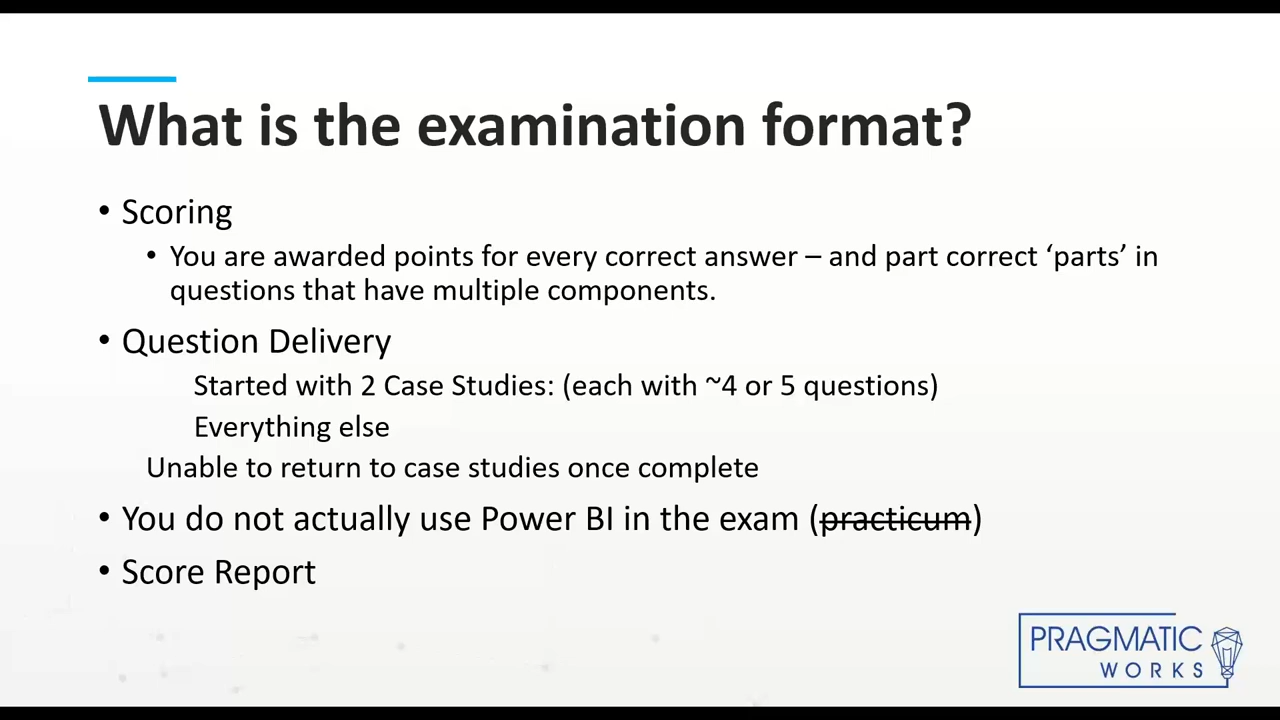 What is the examination format?
• Scoring
• You are awarded points for every correct answer – and part correct ‘parts’ in
questions that have multiple components.
• Question Delivery
Started with 2 Case Studies: (each with ~4 or 5 questions)
Everything else
Unable to return to case studies once complete
• You do not actually use Power BI in the exam (practicum)
• Score Report
PRAGMATIC
WORKS